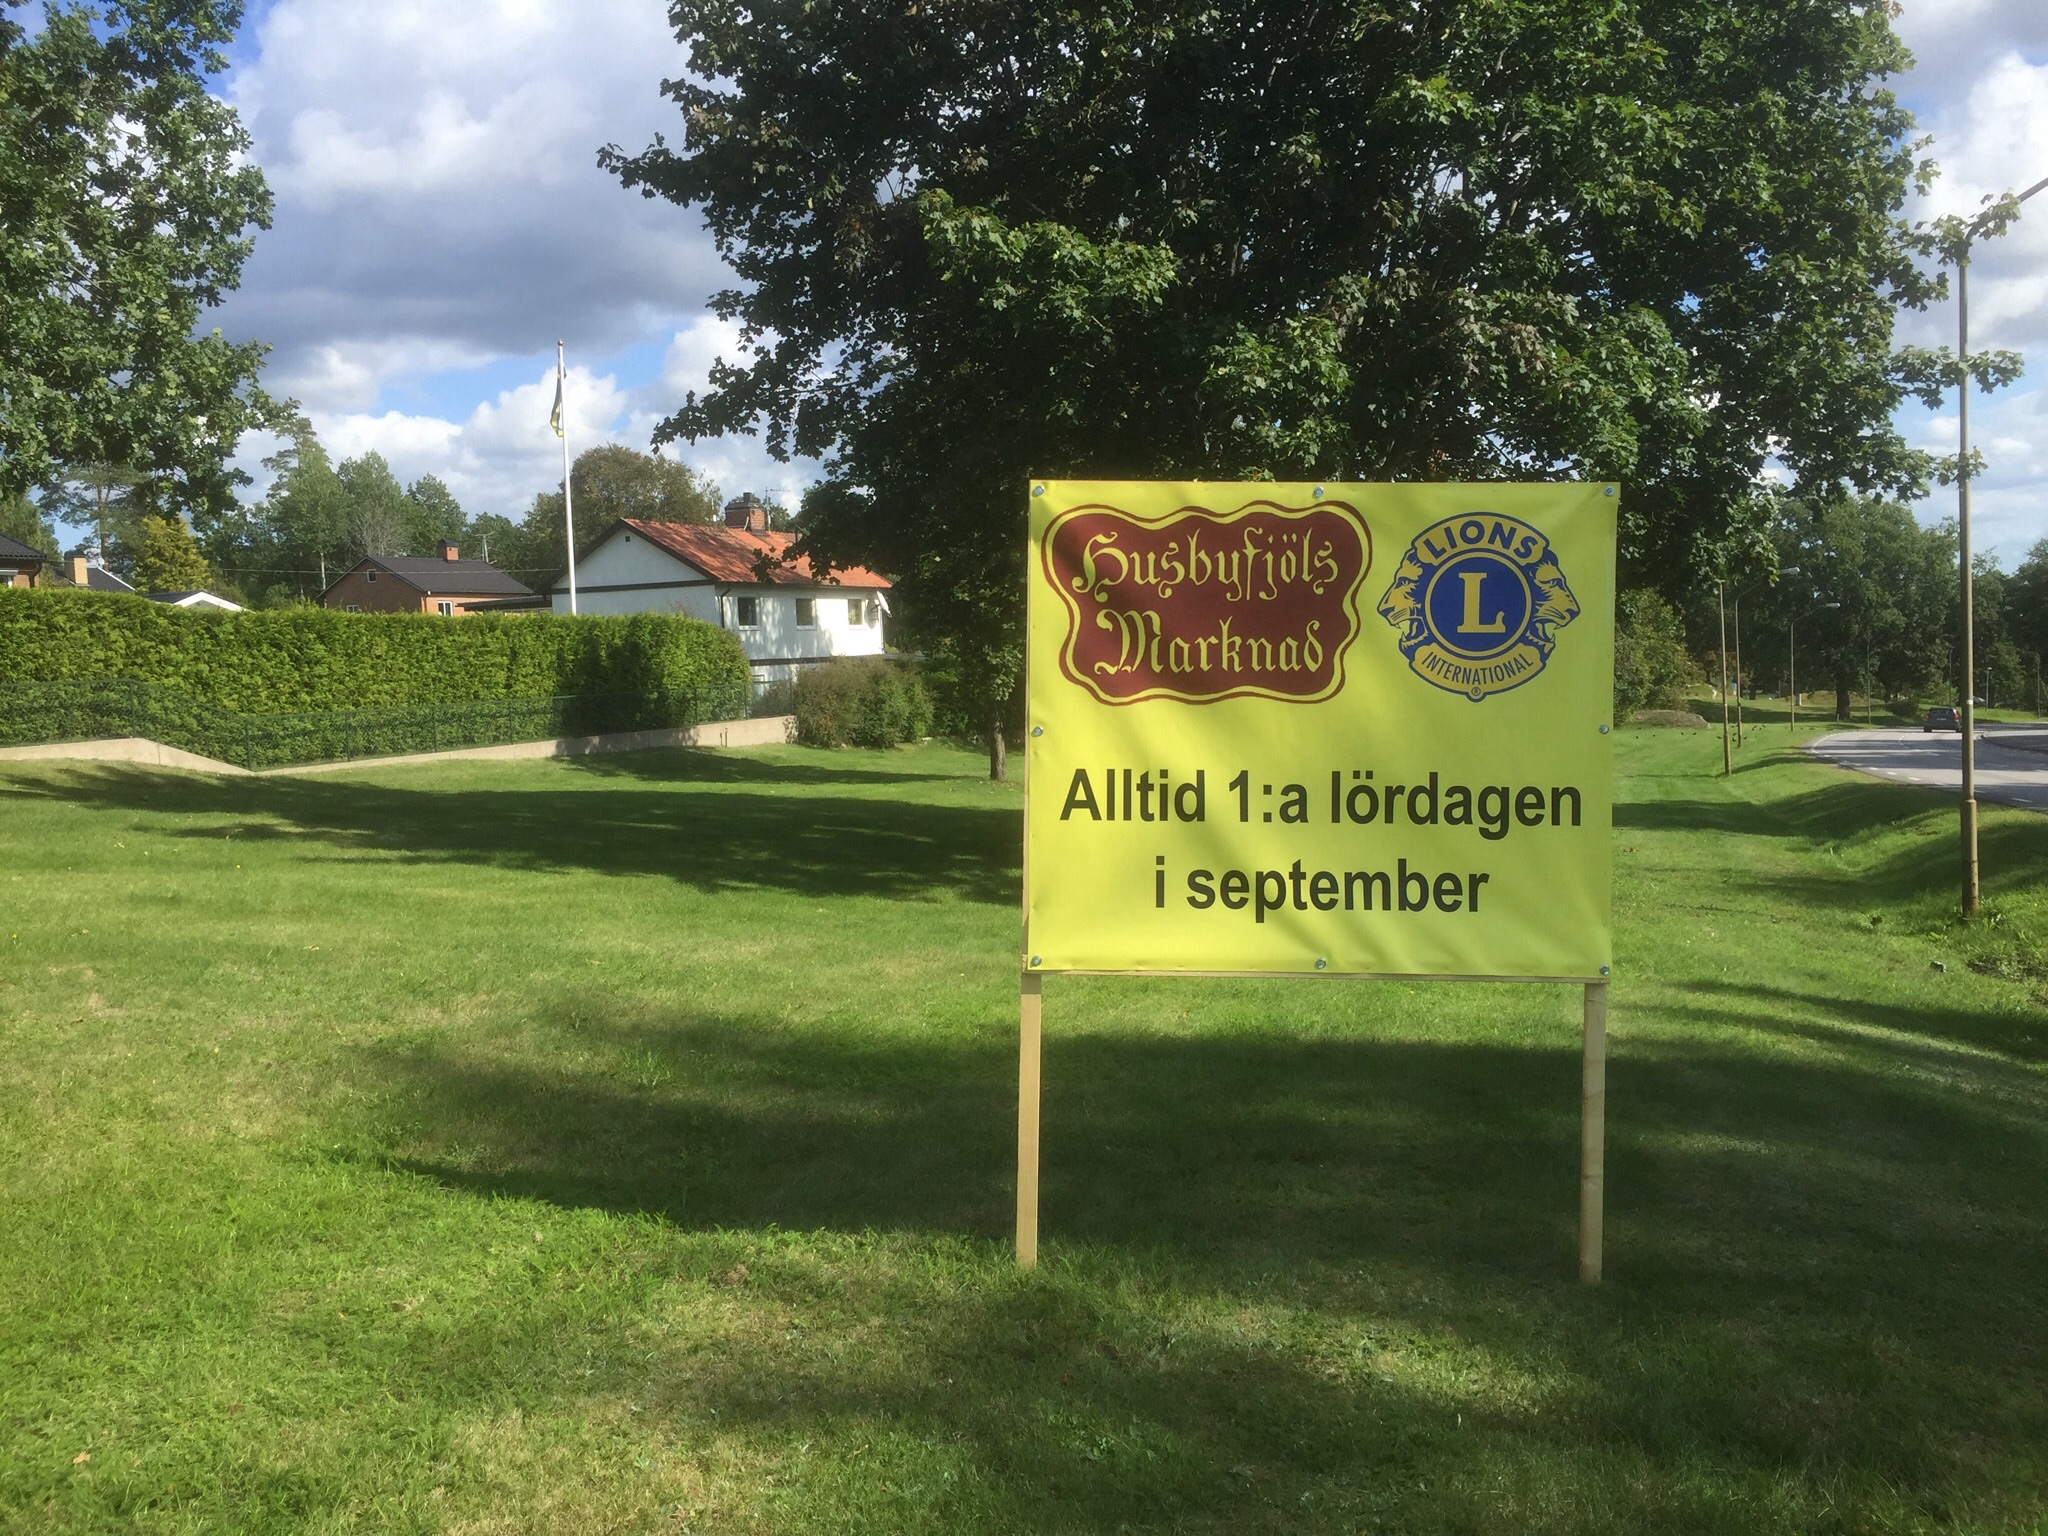 Husbyfjöls
Marknad
LIONS
L
INTERNATIONAL
®
Alltid 1:a lördagen
i september